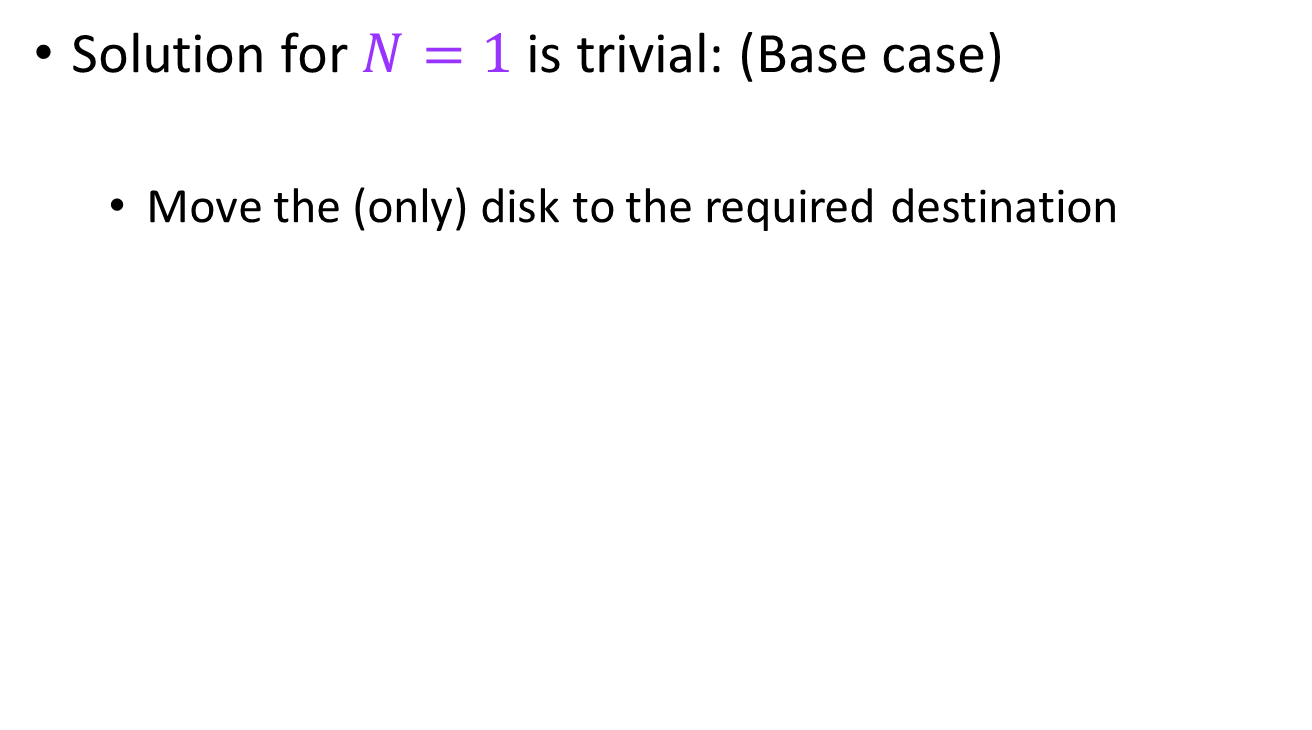 • Solution for N = 1 is trivial: (Base case)
• Move the (only) disk to the required destination